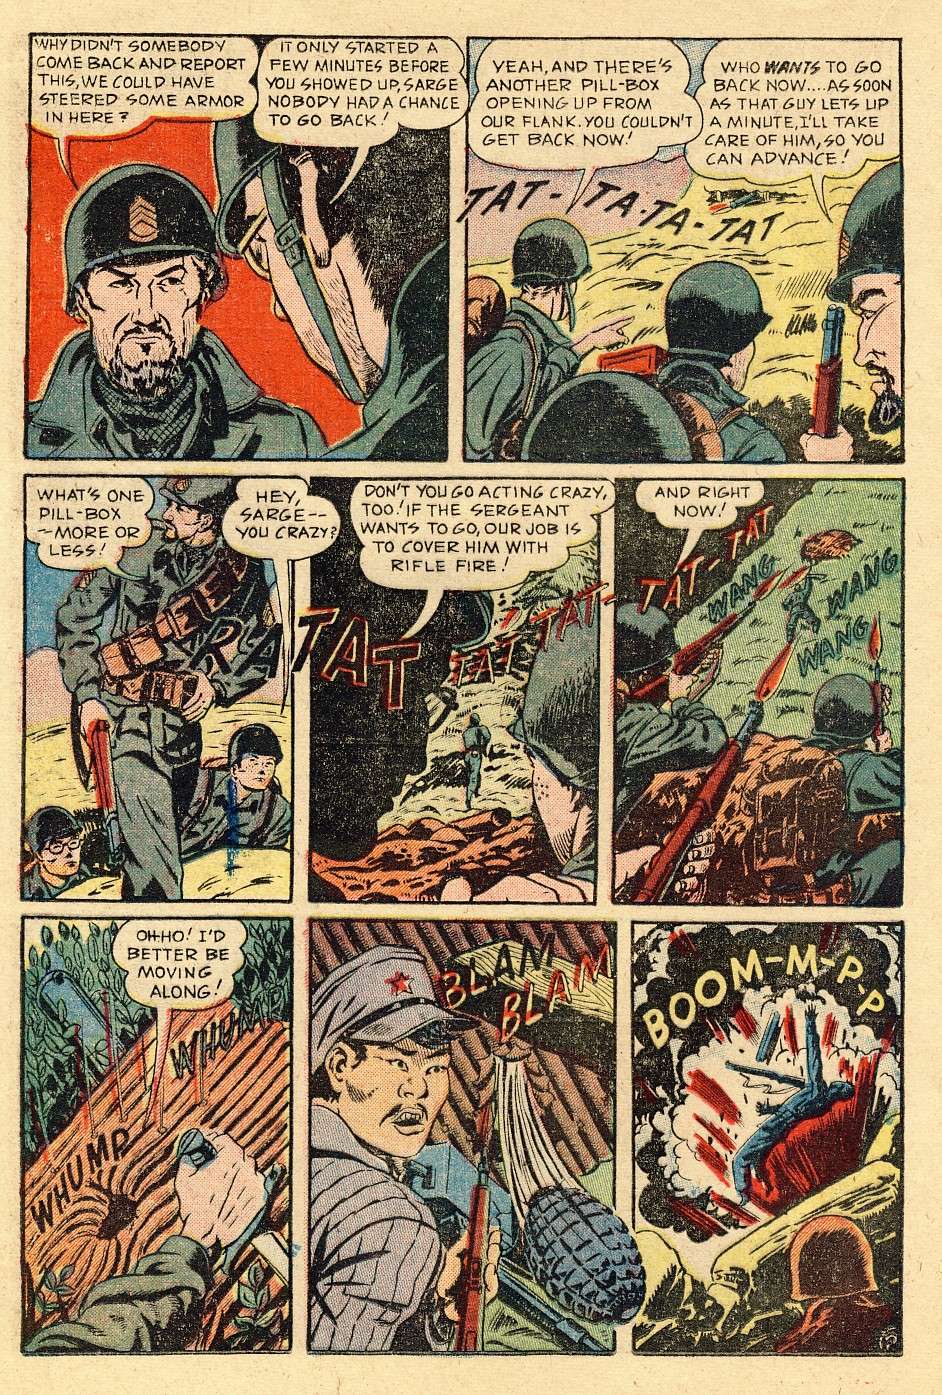 WHY DIDN'T SOMEBODY
COME BACK AND REPORT
THIS, WE COULD HAVE
STEERED SOME ARMOR
IN HERE?
IT ONLY STARTED A
FEW MINUTES BEFORE
YOU SHOWED UP, SARGE
NOBODY HAD A CHANCE
TO GO BACK!
YEAH, AND THERE'S
ANOTHER PILL-BOX
OPENING UP FROM
OUR FLANK. YOU COULDN'T
GET BACK NOW!
WHO WANTS TO GO
BACK NOW....AS SOON
AS THAT GUY LETS UP
A MINUTE, I'LL TAKE
CARE OF HIM, SO YOU
CAN ADVANCE!
TAT-TA-TA-TAT
WHAT'S ONE
PILL-BOX
--MORE OR
LESS!
HEY,
SARGE--
YOU CRAZY?
RATTAT
DON'T YOU GO ACTING CRAZY,
TOO! IF THE SERGEANT
WANTS TO GO, OUR JOB IS
TO COVER HIM WITH
RIFLE FIRE!
TAT-TAT-TAT-TAT-TAT
AND RIGHT
NOW!
WANG
WANG
WANG
OH-HO! I'D
BETTER BE
MOVING
ALONG!
WHUMP
WHUMP
BLAM
BLAM
BOOM-M-P-P